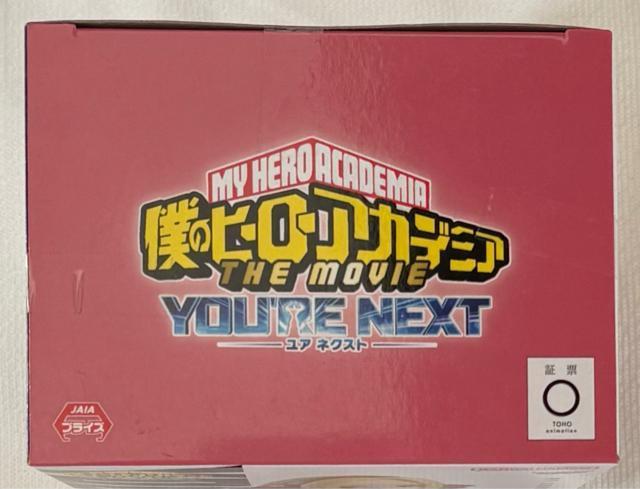 MY HERO ACADEMIA
僕のヒーローアカデミア
THE MOVIE
YOU'RE NEXT
ユア ネクスト
JAIA
プライズ
証票
TOHO
animation